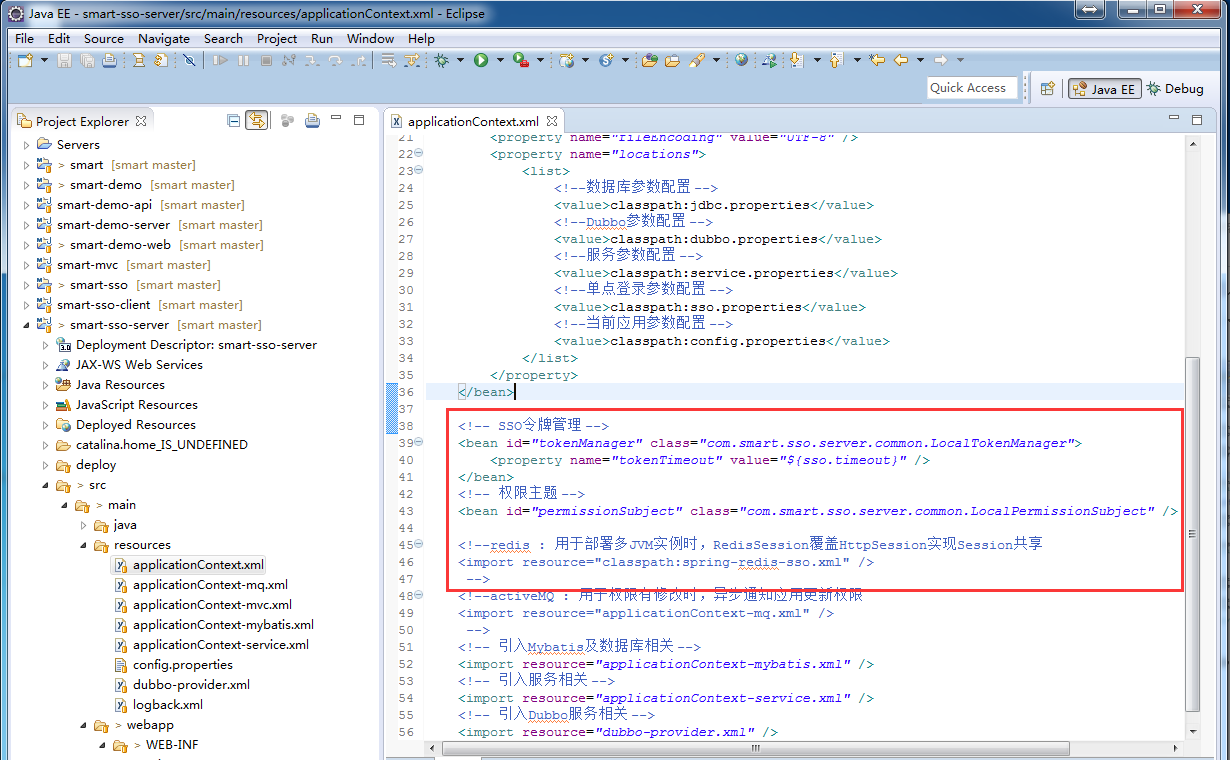 Java EE - smart-sso-server/src/main/resources/applicationContext.xml - Eclipse
File Edit Source Navigate Search Project Run Window Help
Quick Access
Java EE
Debug
Project Explorer
Servers
> smart [smart master]
> smart-demo [smart master]
smart-demo-api [smart master]
smart-demo-server [smart master]
> smart-demo-web [smart master]
smart-mvc [smart master]
> smart-sso [smart master]
smart-sso-client [smart master]
> smart-sso-server [smart master]
Deployment Descriptor: smart-sso-server
JAX-WS Web Services
Java Resources
JavaScript Resources
Deployed Resources
catalina.home_IS_UNDEFINED
deploy
> src
> main
java
resources
applicationContext.xml
applicationContext-mq.xml
applicationContext-mvc.xml
applicationContext-mybatis.xml
applicationContext-service.xml
config.properties
dubbo-provider.xml
logback.xml
> webapp
> WEB-INF
applicationContext.xml
21 <property name="fileEncoding" value="UTF-8" />
22 <property name="locations">
23 <list>
24 <!--数据库参数配置 -->
25 <value>classpath:jdbc.properties</value>
26 <!--Dubbo参数配置 -->
27 <value>classpath:dubbo.properties</value>
28 <!--服务参数配置 -->
29 <value>classpath:service.properties</value>
30 <!--单点登录参数配置 -->
31 <value>classpath:sso.properties</value>
32 <!--当前应用参数配置 -->
33 <value>classpath:config.properties</value>
34 </list>
35 </property>
36 </bean>
37
38 <!-- SSO令牌管理 -->
39 <bean id="tokenManager" class="com.smart.sso.server.common.LocalTokenManager">
40 <property name="tokenTimeout" value="${sso.timeout}" />
41 </bean>
42 <!-- 权限主题 -->
43 <bean id="permissionSubject" class="com.smart.sso.server.common.LocalPermissionSubject" />
44
45 <!--redis : 用于部署多JVM实例时，RedisSession覆盖HttpSession实现Session共享
46 <import resource="classpath:spring-redis-sso.xml" />
47 -->
48 <!--activeMQ : 用于权限有修改时，异步通知应用更新权限
49 <import resource="applicationContext-mq.xml" />
50 -->
51 <!-- 引入Mybatis及数据库相关 -->
52 <import resource="applicationContext-mybatis.xml" />
53 <!-- 引入服务相关 -->
54 <import resource="applicationContext-service.xml" />
55 <!-- 引入Dubbo服务相关 -->
56 <import resource="dubbo-provider.xml" />